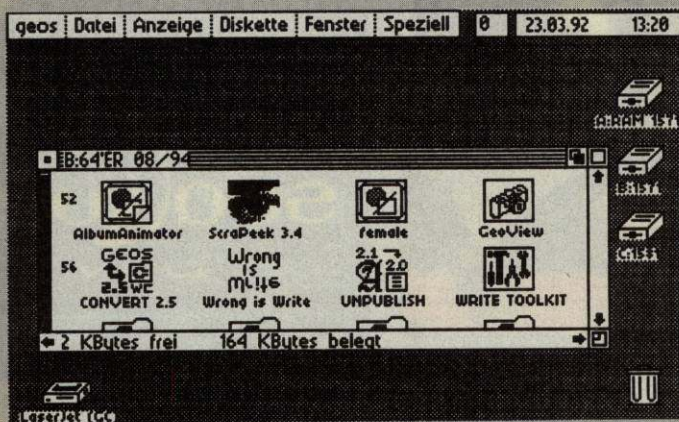 geos Datei Anzeige Diskette Fenster Speziell 0 23.03.92 13:20
A:RAM 1571
B:64'ER 08/94
B:1571
52
AlbumAnimator ScraPeek 3.4 female GeoView
GEOS 2.5 WC Wrong is Write 2.1 2.0
56
CONVERT 2.5 Wrong is Write UNPUBLISH WRITE TOOLKIT
2 KBytes frei 164 KBytes belegt
LaserJet (GC)